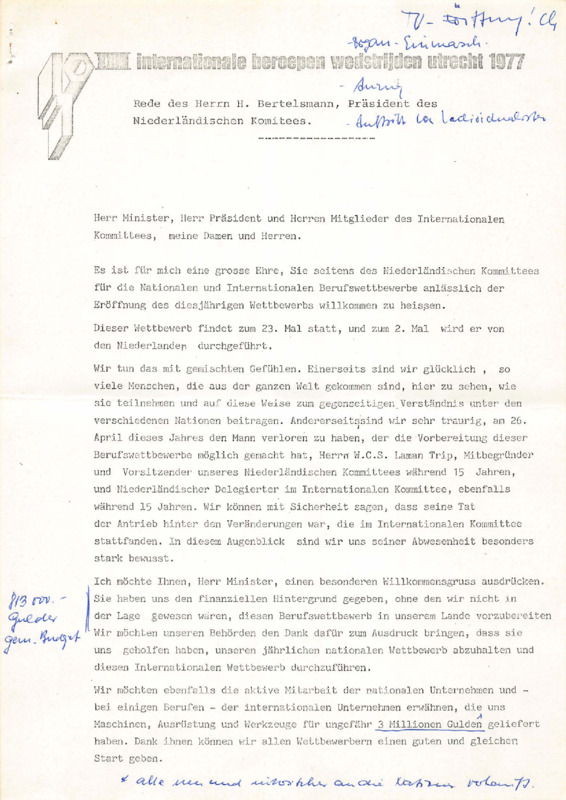 TV-
internationale beroepen wedstrijden utrecht 1977
Rede des Herrn H. Bertelsmann, Präsident des
Niederländischen Komitees.
Herr Minister, Herr Präsident und Herren Mitglieder des Internationalen
Kommittees, meine Damen und Herren.
Es ist für mich eine grosse Ehre, Sie seitens des Niederländischen Kommittees
für die Nationalen und Internationalen Berufswettbewerbe anlässlich der
Eröffnung des diesjährigen Wettbewerbs willkommen zu heissen.
Dieser Wettbewerb findet zum 23. Mal statt, und zum 2. Mal wird er von
den Niederlanden durchgeführt.
Wir tun das mit gemischten Gefühlen. Einerseits sind wir glücklich , so
viele Menschen, die aus der ganzen Welt gekommen sind, hier zu sehen, wie
sie teilnehmen und auf diese Weise zum gegenseitigen Verständnis unter den
verschiedenen Nationen beitragen. Andererseits sind wir sehr traurig, am 26.
April dieses Jahres den Mann verloren zu haben, der die Vorbereitung dieser
Berufswettbewerbe möglich gemacht hat, Herrn W.C.S. Laman Trip, Mitbegründer
und Vorsitzender unseres Niederländischen Kommittees während 15 Jahren,
und Niederländischer Delegierter im Internationalen Kommittee, ebenfalls
während 15 Jahren. Wir können mit Sicherheit sagen, dass seine Tat
der Antrieb hinter den Veränderungen war, die im Internationalen Kommittee
stattfanden. In diesem Augenblick sind wir uns seiner Abwesenheit besonders
stark bewusst.
Ich möchte Ihnen, Herr Minister, einen besonderen Willkommensgruss ausdrücken.
Sie haben uns den finanziellen Hintergrund gegeben, ohne den wir nicht in
der Lage gewesen wären, diesen Berufswettbewerb in unserem Lande vorzubereiten
Wir möchten unseren Behörden den Dank dafür zum Ausdruck bringen, dass sie
uns geholfen haben, unseren jährlichen nationalen Wettbewerb abzuhalten und
diesen Internationalen Wettbewerb durchzuführen.
813 000.-
Gulden
gem. Budget
Wir möchten ebenfalls die aktive Mitarbeit der nationalen Unternehmen und -
bei einigen Berufen - der internationalen Unternehmen erwähnen, die uns
Maschinen, Ausrüstung und Werkzeuge für ungefähr 3 Millionen Gulden geliefert
haben. Dank ihnen können wir allen Wettbewerbern einen guten und gleichen
Start geben.
* alle neu und an die